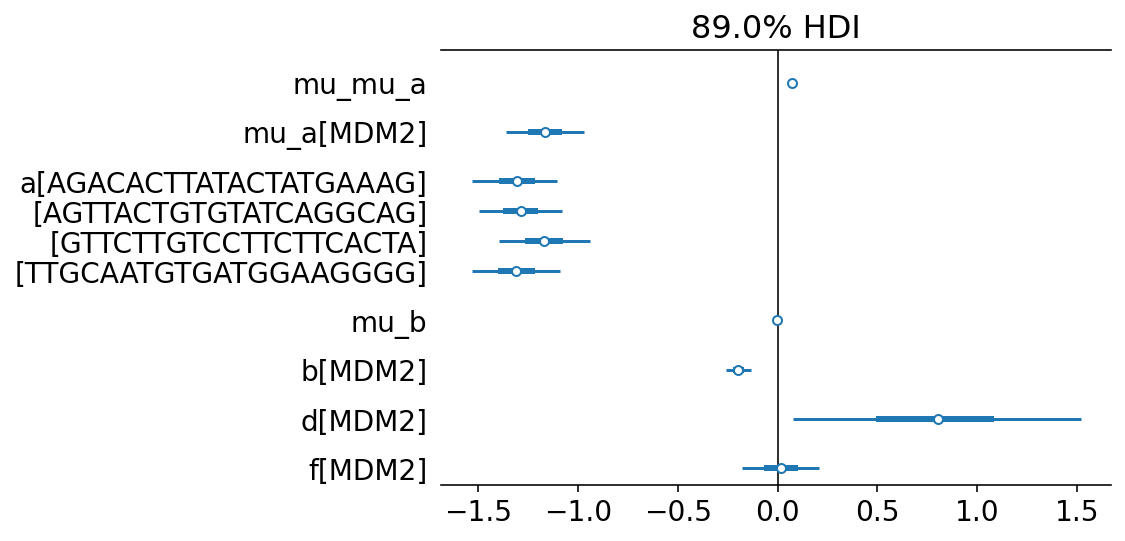 89.0% HDI
mu_mu_a
mu_a[MDM2]
a[AGACACTTATACTATGAAAG]
[AGTTACTGTGTATCAGGCAG]
[GTTCTTGTCCTTCTTCACTA]
[TTGCAATGTGATGGAAGGGG]
mu_b
b[MDM2]
d[MDM2]
f[MDM2]
−1.5 −1.0 −0.5 0.0 0.5 1.0 1.5